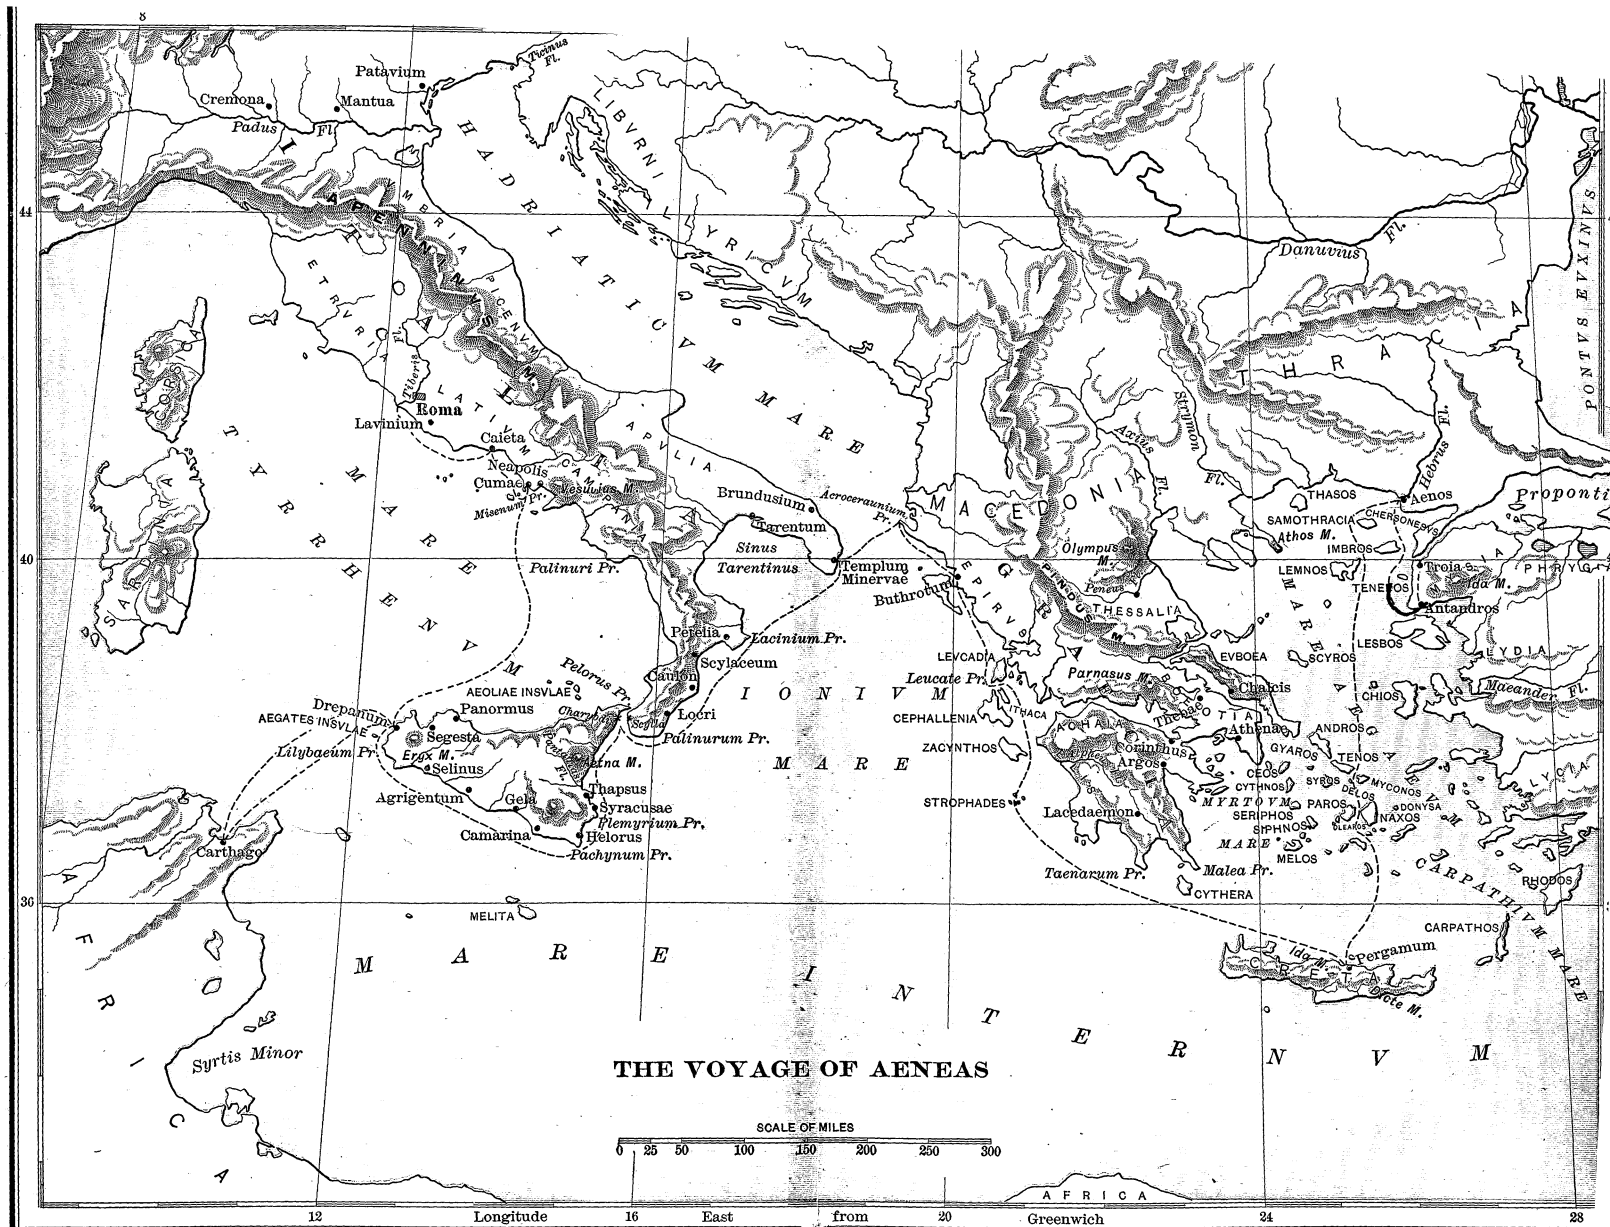 8
Ticinus
Fl.
Patavium
Cremona
Mantua
Padus Fl.
LIBVRNI
HADRIATICVM MARE
ILLYRICVM
VMBRIA
APENNINVS M.
44
ETRVRIA
PICENVM
ITALIA
Danuvius Fl.
PONTVS EVXINVS
THRACIA
CORSICA
Tiberis Fl.
Roma
LATIVM
Lavinium
Caieta
APVLIA
Strymon Fl.
Axius Fl.
Hebrus Fl.
TYRRHENVM MARE
Neapolis
Cumae
CAMPANIA
Vesuvius M.
Misenum Pr.
Brundusium
Acroceraunium
Pr.
MACEDONIA
THASOS
Aenos
Proponti
SAMOTHRACIA
CHERSONESVS
Athos M.
Tarentum
Sinus
Tarentinus
40
Palinuri Pr.
Templum
Minervae
Buthrotum
EPIRVS
Olympus
M.
Peneus
IMBROS
LEMNOS
TENEDOS
Troia
Ida M.
PHRYGI
Antandros
SARDINIA
GRAECIA
PINDUS M.
THESSALIA
MARE AEGAEVM
Petelia
Lacinium Pr.
Scylaceum
Caulon
Pelorus Pr.
LEVCADIA
Leucate Pr.
Parnasus M.
EVBOEA
SCYROS
LESBOS
LYDIA
Chalcis
CHIOS
Maeander Fl.
IONIVM
MARE
AEOLIAE INSVLAE
Panormus
Drepanum
AEGATES INSVLAE
Charybdis
Scylla
Locri
CEPHALLENIA
ITHACA
ACHAIA
Thebae
BOEOTIA
Athenae
ANDROS
Segesta
Eryx M.
Lilybaeum Pr.
Selinus
Aetna M.
Palinurum Pr.
ZACYNTHOS
Corinthus
Argos
GYAROS
TENOS
CEOS
SYROS
MYCONOS
CYTHNOS
DELOS
LYCIA
Agrigentum
Gela
Thapsus
Syracusae
Plemyrium Pr.
Camarina
Helorus
Pachynum Pr.
STROPHADES
Lacedaemon
MYRTOVM
MARE
PAROS
DONYSA
SERIPHOS
NAXOS
SIPHNOS
OLEAROS
MELOS
Carthago
Taenarum Pr.
Malea Pr.
CYTHERA
CARPATHIVM MARE
RHODOS
36
MELITA
CARPATHOS
Ida M.
Pergamum
CRETA
Dicte M.
AFRICA
MARE INTERNVM
Syrtis Minor
THE VOYAGE OF AENEAS
SCALE OF MILES
0 25 50 100 150 200 250 300
AFRICA
12 Longitude 16 East from 20 Greenwich 24 28